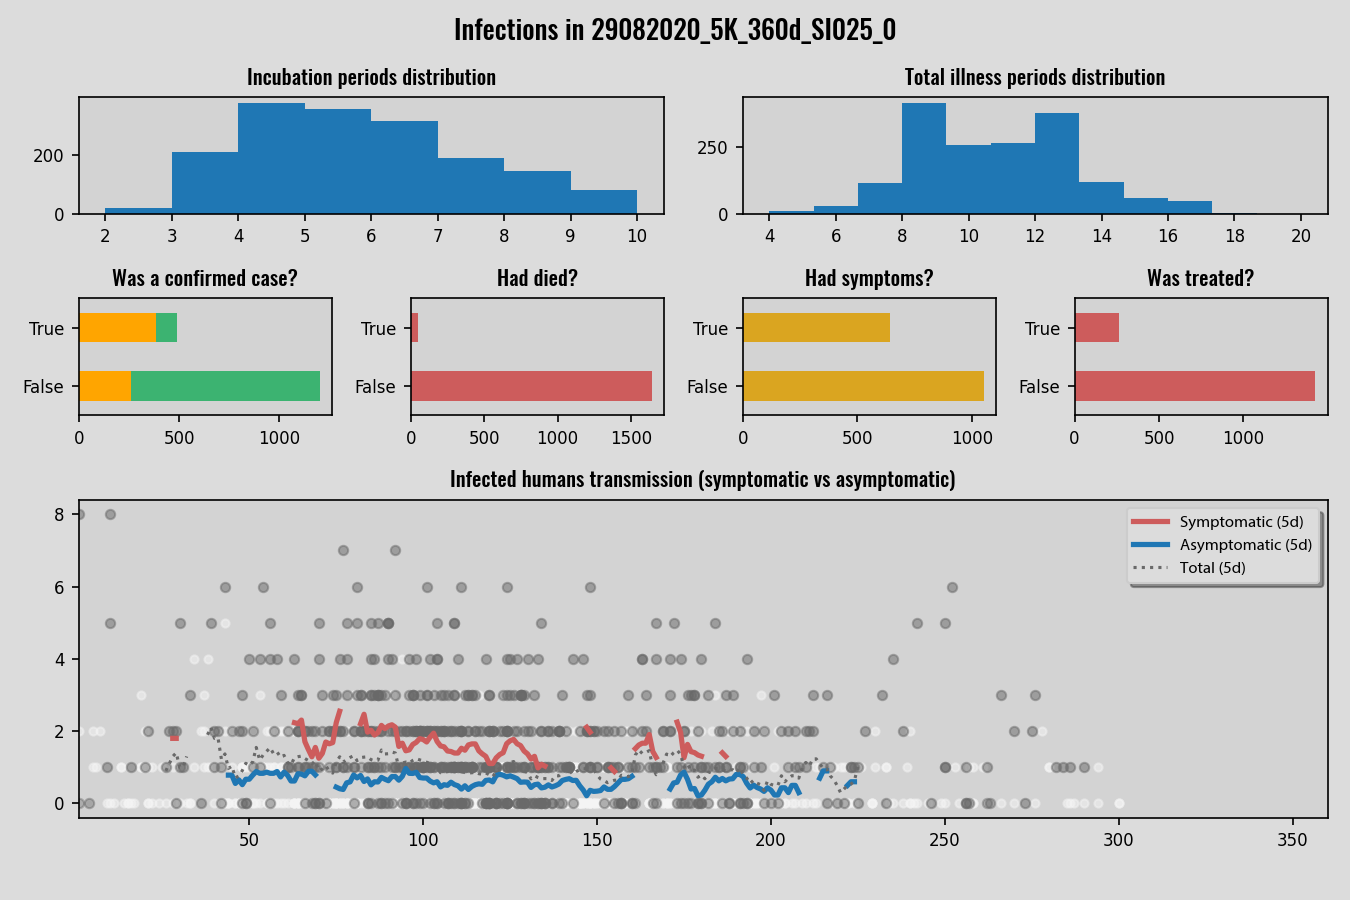 Infections in 29082020_5K_360d_SI025_0
Incubation periods distribution
Total illness periods distribution
200
0
2 3 4 5 6 7 8 9 10
250
0
4 6 8 10 12 14 16 18 20
Was a confirmed case?
Had died?
Had symptoms?
Was treated?
True
False
0 500 1000
True
False
0 500 1000 1500
True
False
0 500 1000
True
False
0 500 1000
Infected humans transmission (symptomatic vs asymptomatic)
8
6
4
2
0
50 100 150 200 250 300 350
Symptomatic (5d)
Asymptomatic (5d)
Total (5d)